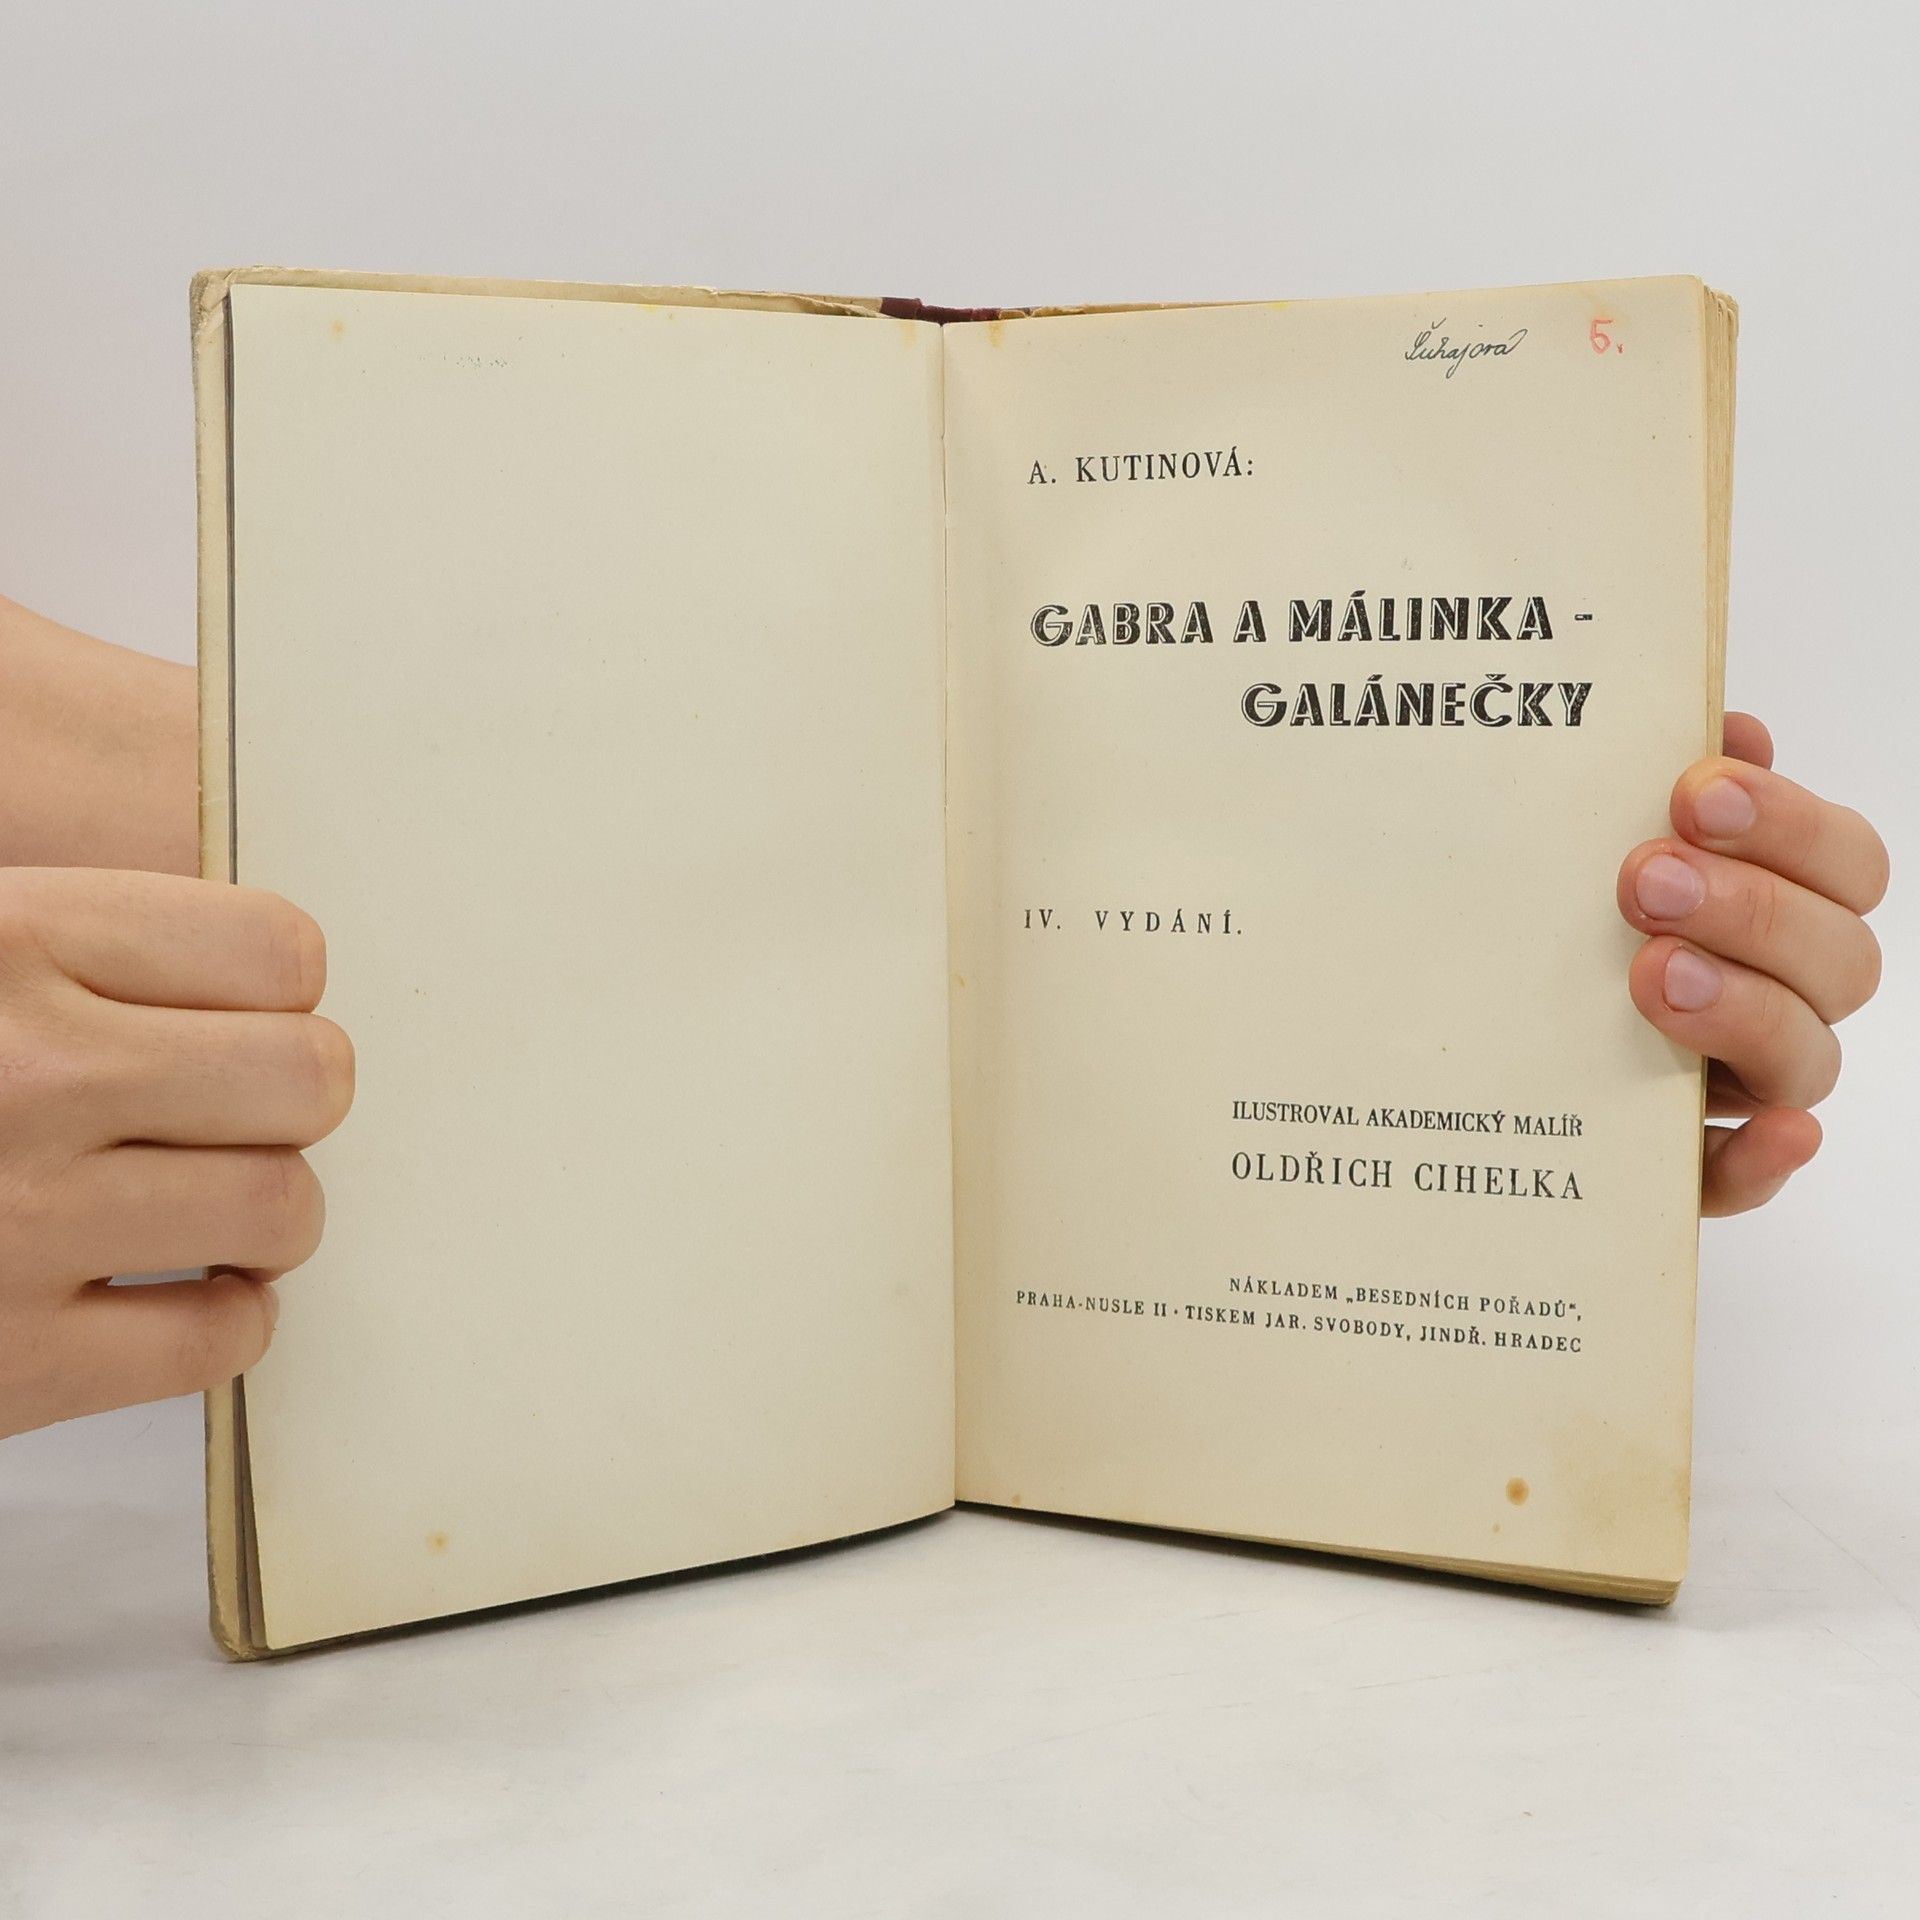 Šuhajová 5.
A. KUTINOVÁ:
GABRA A MÁLINKA -
GALÁNEČKY
IV. VYDÁNÍ.
ILUSTROVAL AKADEMICKÝ MALÍŘ
OLDŘICH CIHELKA
NÁKLADEM „BESEDNÍCH POŘADŮ“,
PRAHA-NUSLE II · TISKEM JAR. SVOBODY, JINDŘ. HRADEC